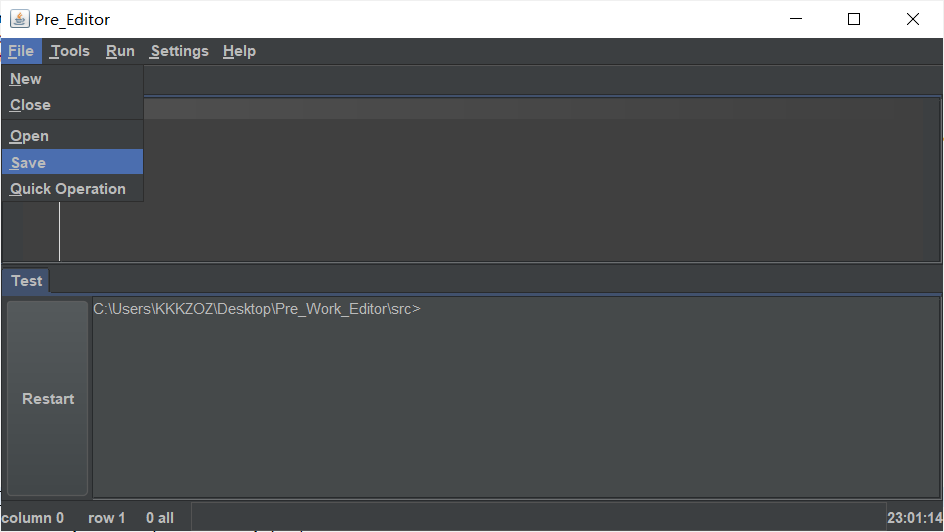 Pre_Editor
File Tools Run Settings Help
New
Close
Open
Save
Quick Operation
Test
C:\Users\KKKZOZ\Desktop\Pre_Work_Editor\src>
Restart
column 0 row 1 0 all 23:01:14